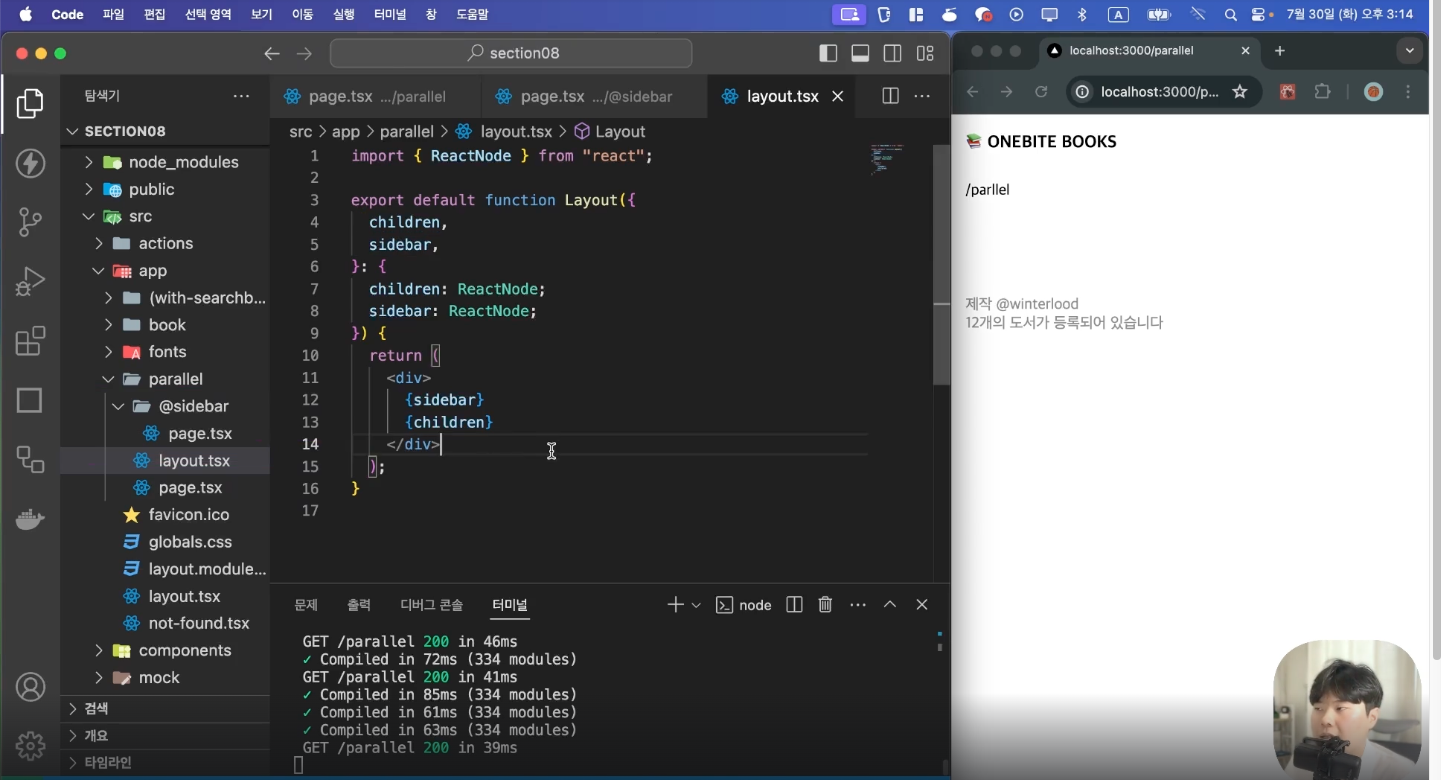 Code 파일 편집 선택 영역 보기 이동 실행 터미널 창 도움말 A 7월 30일 (화) 오후 3:14
section08
localhost:3000/parallel
탐색기
page.tsx .../parallel
page.tsx .../@sidebar
layout.tsx
localhost:3000/p...
SECTION08
src > app > parallel > layout.tsx > Layout
node_modules
public
src
actions
app
(with-searchb...
book
fonts
parallel
@sidebar
page.tsx
layout.tsx
page.tsx
favicon.ico
globals.css
layout.module...
layout.tsx
not-found.tsx
components
mock
검색
개요
타임라인
1 import { ReactNode } from "react";
2
3 export default function Layout({
4 children,
5 sidebar,
6 }: {
7 children: ReactNode;
8 sidebar: ReactNode;
9 }) {
10 return (
11 <div>
12 {sidebar}
13 {children}
14 </div>
15 );
16 }
17
문제 출력 디버그 콘솔 터미널 node
GET /parallel 200 in 46ms
✓ Compiled in 72ms (334 modules)
GET /parallel 200 in 41ms
✓ Compiled in 85ms (334 modules)
✓ Compiled in 61ms (334 modules)
✓ Compiled in 63ms (334 modules)
GET /parallel 200 in 39ms
📚 ONEBITE BOOKS
/parllel
제작 @winterlood
12개의 도서가 등록되어 있습니다